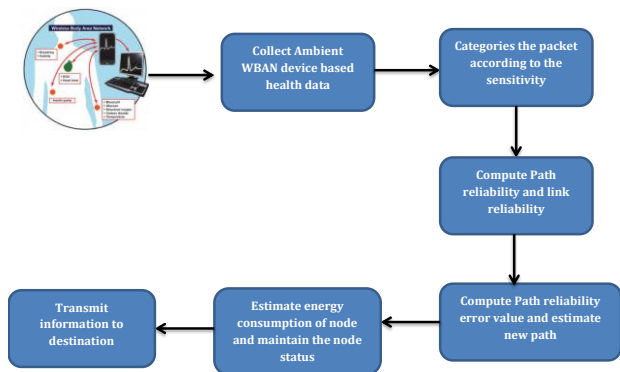 Wireless Body Area Network
Collect Ambient
WBAN device based
health data
Categories the packet
according to the
sensitivity
Compute Path
reliability and link
reliability
Compute Path reliability
error value and estimate
new path
Estimate energy
consumption of node
and maintain the node
status
Transmit
information to
destination